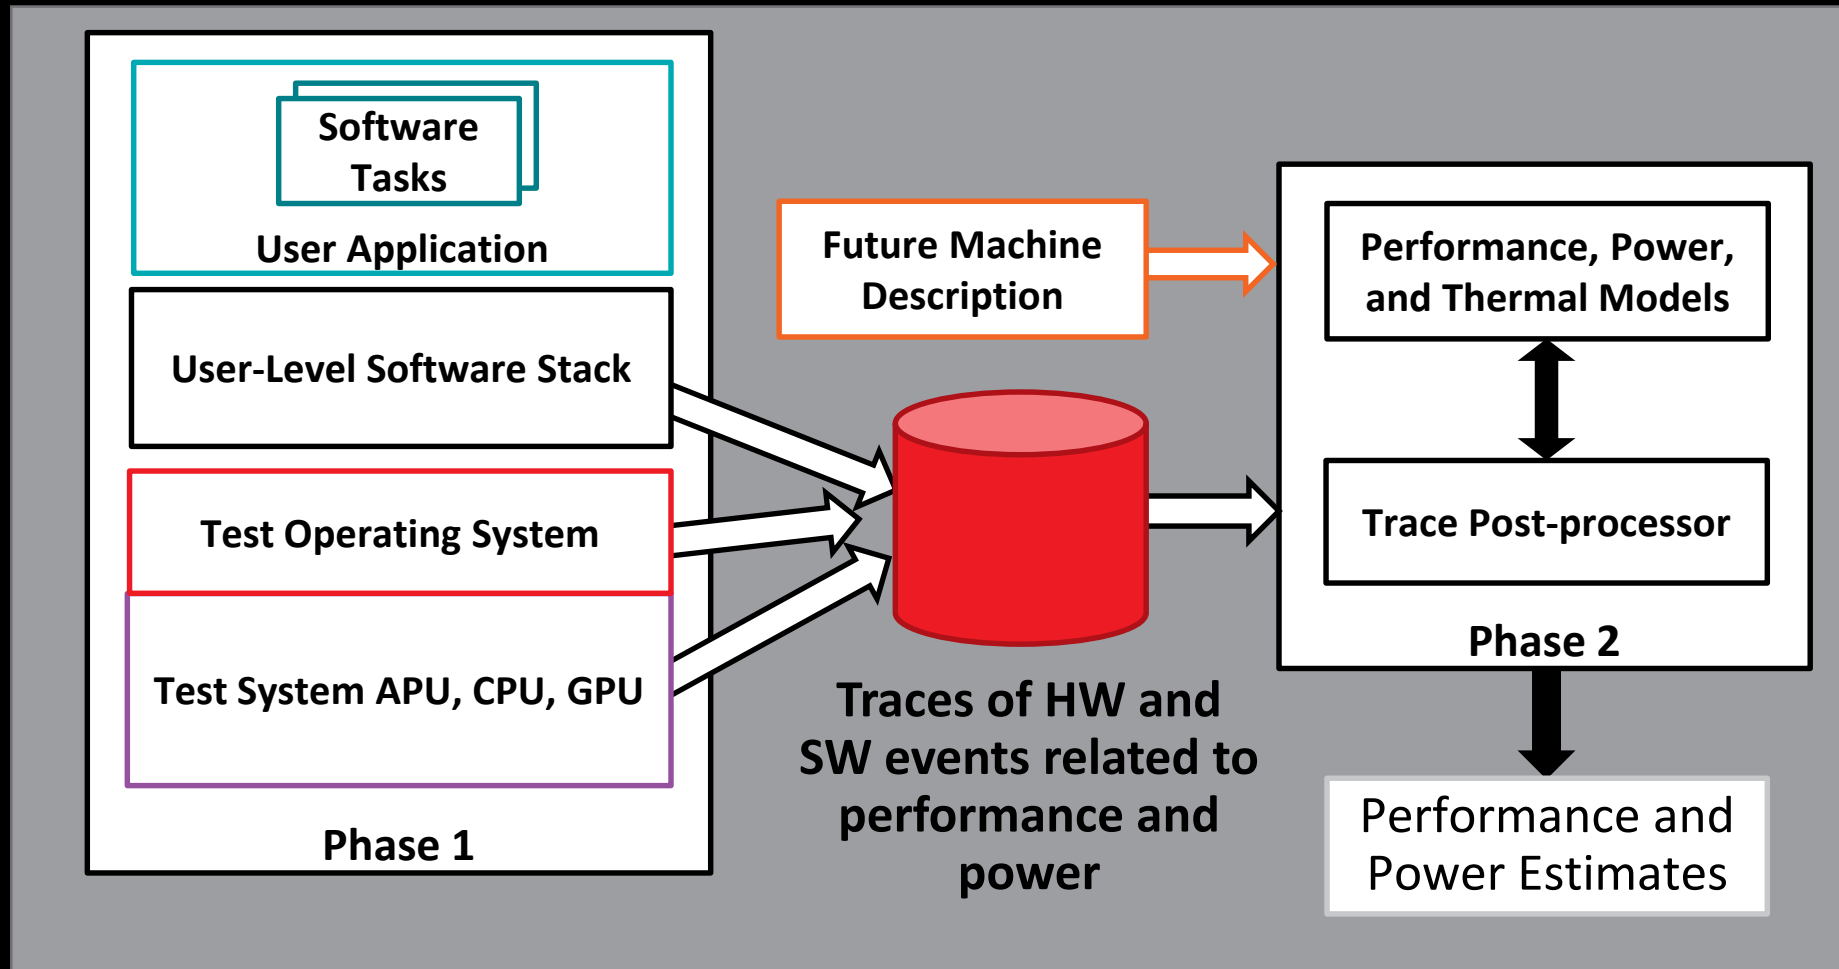 Software
Tasks
User Application
User-Level Software Stack
Test Operating System
Test System APU, CPU, GPU
Phase 1
Future Machine
Description
Traces of HW and
SW events related to
performance and
power
Performance, Power,
and Thermal Models
Trace Post-processor
Phase 2
Performance and
Power Estimates